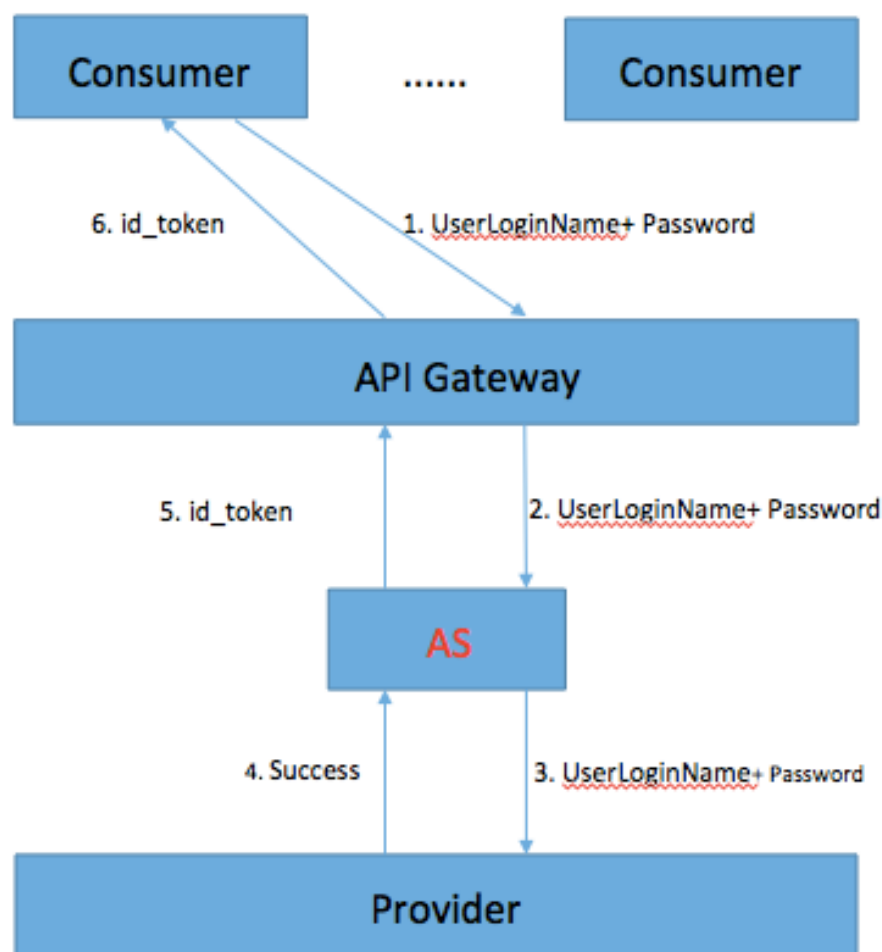 Consumer
......
Consumer
6. id_token
1. UserLoginName+ Password
API Gateway
5. id_token
2. UserLoginName+ Password
AS
4. Success
3. UserLoginName+ Password
Provider